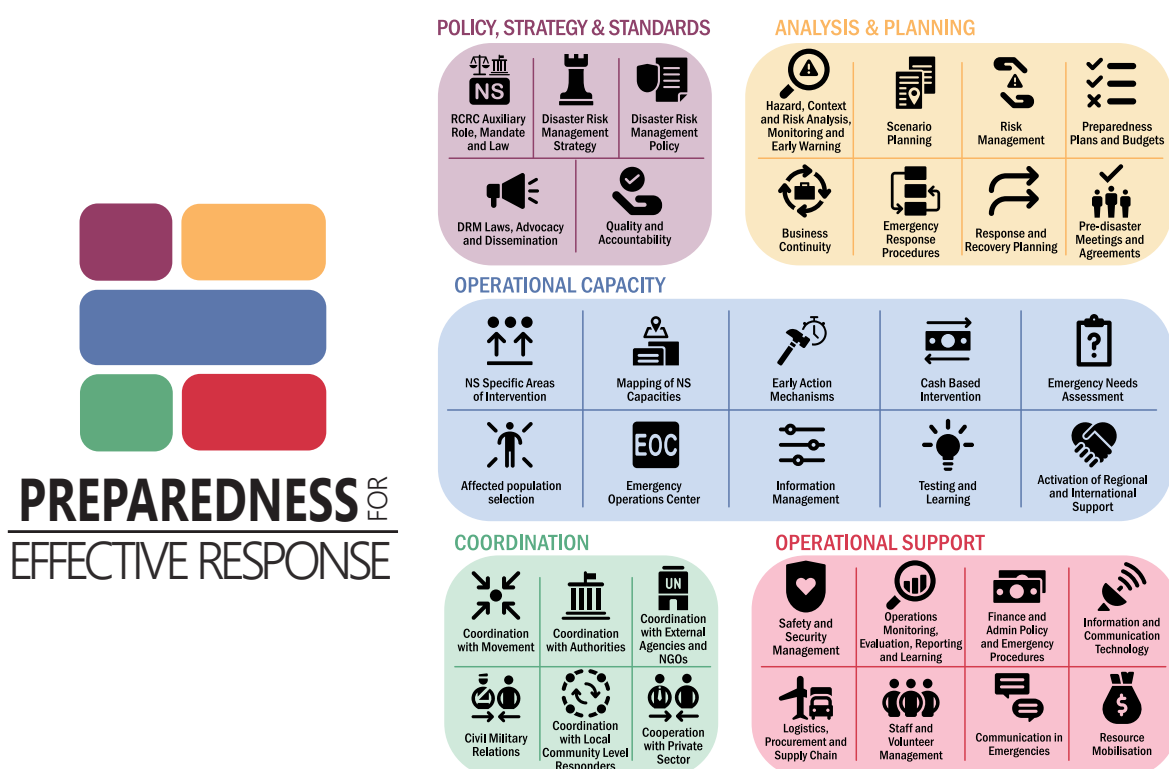 PREPAREDNESS FOR
EFFECTIVE RESPONSE
POLICY, STRATEGY & STANDARDS
NS
RCRC Auxiliary
Role, Mandate
and Law
Disaster Risk
Management
Strategy
Disaster Risk
Management
Policy
DRM Laws, Advocacy
and Dissemination
Quality and
Accountability
ANALYSIS & PLANNING
Hazard, Context
and Risk Analysis,
Monitoring and
Early Warning
Scenario
Planning
Risk
Management
Preparedness
Plans and Budgets
Business
Continuity
Emergency
Response
Procedures
Response and
Recovery Planning
Pre-disaster
Meetings and
Agreements
OPERATIONAL CAPACITY
NS Specific Areas
of Intervention
Mapping of NS
Capacities
Early Action
Mechanisms
Cash Based
Intervention
?
Emergency Needs
Assessment
Affected population
selection
EOC
Emergency
Operations Center
Information
Management
Testing and
Learning
Activation of Regional
and International
Support
COORDINATION
Coordination
with Movement
Coordination
with Authorities
UN
Coordination
with External
Agencies and
NGOs
Civil Military
Relations
Coordination
with Local
Community Level
Responders
Cooperation
with Private
Sector
OPERATIONAL SUPPORT
Safety and
Security
Management
Operations
Monitoring,
Evaluation, Reporting
and Learning
Finance and
Admin Policy
and Emergency
Procedures
Information and
Communication
Technology
Logistics,
Procurement and
Supply Chain
Staff and
Volunteer
Management
Communication in
Emergencies
$
Resource
Mobilisation